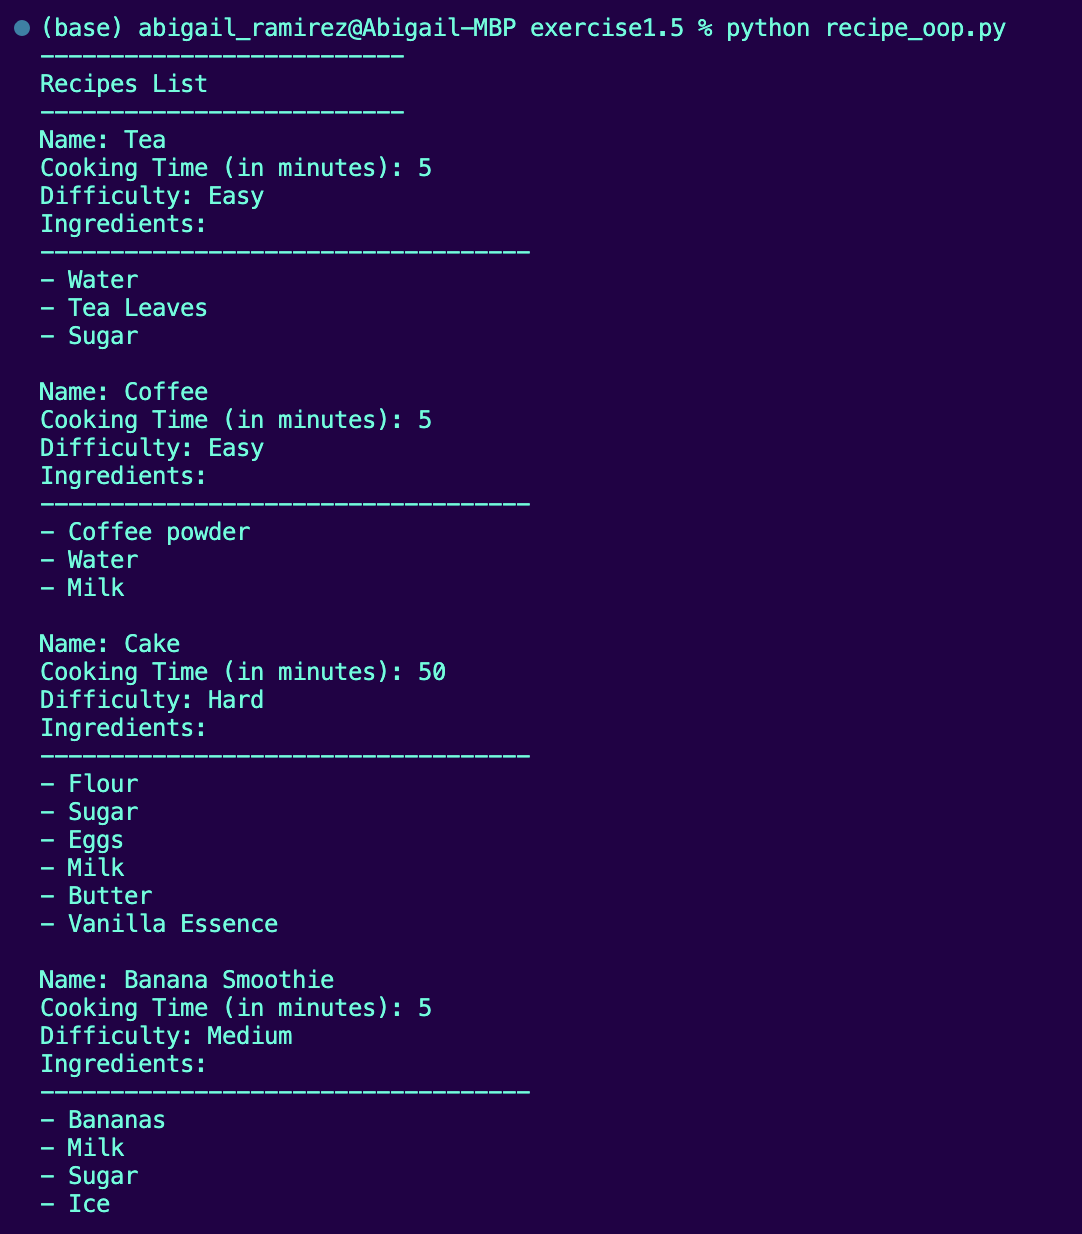 (base) abigail_ramirez@Abigail-MBP exercise1.5 % python recipe_oop.py
--------------------------
Recipes List
--------------------------
Name: Tea
Cooking Time (in minutes): 5
Difficulty: Easy
Ingredients:
-----------------------------------
- Water
- Tea Leaves
- Sugar

Name: Coffee
Cooking Time (in minutes): 5
Difficulty: Easy
Ingredients:
-----------------------------------
- Coffee powder
- Water
- Milk

Name: Cake
Cooking Time (in minutes): 50
Difficulty: Hard
Ingredients:
-----------------------------------
- Flour
- Sugar
- Eggs
- Milk
- Butter
- Vanilla Essence

Name: Banana Smoothie
Cooking Time (in minutes): 5
Difficulty: Medium
Ingredients:
-----------------------------------
- Bananas
- Milk
- Sugar
- Ice